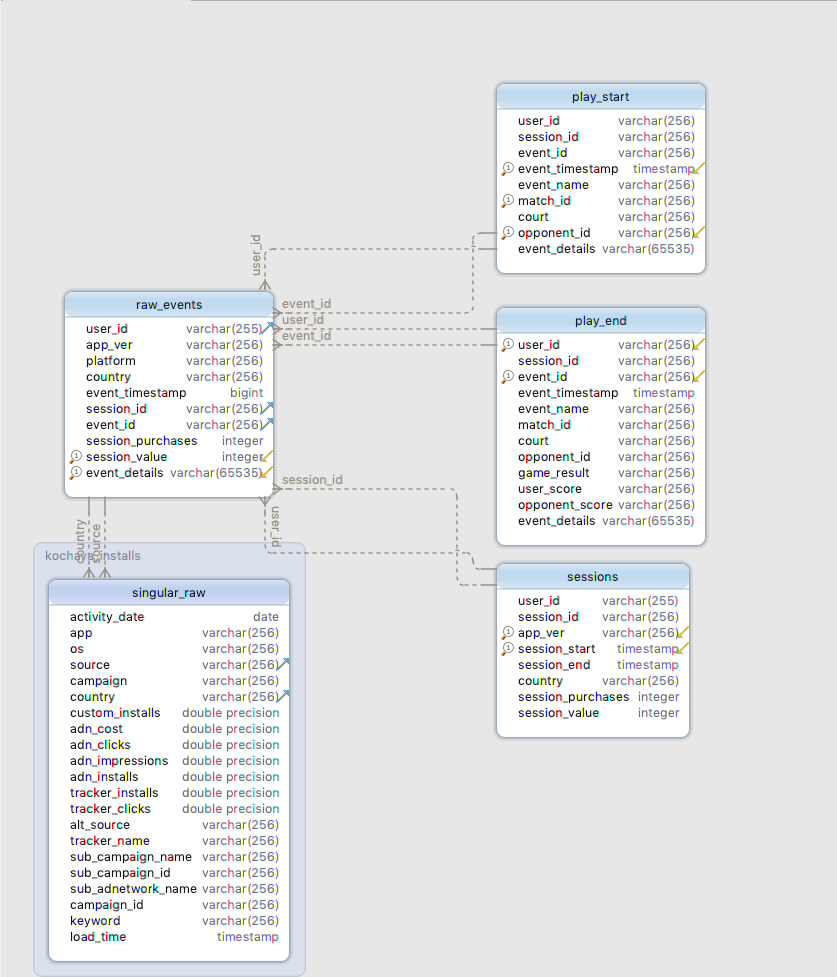 play_start
user_id varchar(256)
session_id varchar(256)
event_id varchar(256)
event_timestamp timestamp
event_name varchar(256)
match_id varchar(256)
court varchar(256)
opponent_id varchar(256)
event_details varchar(65535)
user_id
raw_events
user_id varchar(255)
app_ver varchar(256)
platform varchar(256)
country varchar(256)
event_timestamp bigint
session_id varchar(256)
event_id varchar(256)
session_purchases integer
session_value integer
event_details varchar(65535)
event_id
user_id
event_id
play_end
user_id varchar(256)
session_id varchar(256)
event_id varchar(256)
event_timestamp timestamp
event_name varchar(256)
match_id varchar(256)
court varchar(256)
opponent_id varchar(256)
game_result varchar(256)
user_score varchar(256)
opponent_score varchar(256)
event_details varchar(65535)
session_id
user_id
country
source
sessions
user_id varchar(255)
session_id varchar(256)
app_ver varchar(256)
session_start timestamp
session_end timestamp
country varchar(256)
session_purchases integer
session_value integer
kochava_installs
singular_raw
activity_date date
app varchar(256)
os varchar(256)
source varchar(256)
campaign varchar(256)
country varchar(256)
custom_installs double precision
adn_cost double precision
adn_clicks double precision
adn_impressions double precision
adn_installs double precision
tracker_installs double precision
tracker_clicks double precision
alt_source varchar(256)
tracker_name varchar(256)
sub_campaign_name varchar(256)
sub_campaign_id varchar(256)
sub_adnetwork_name varchar(256)
campaign_id varchar(256)
keyword varchar(256)
load_time timestamp